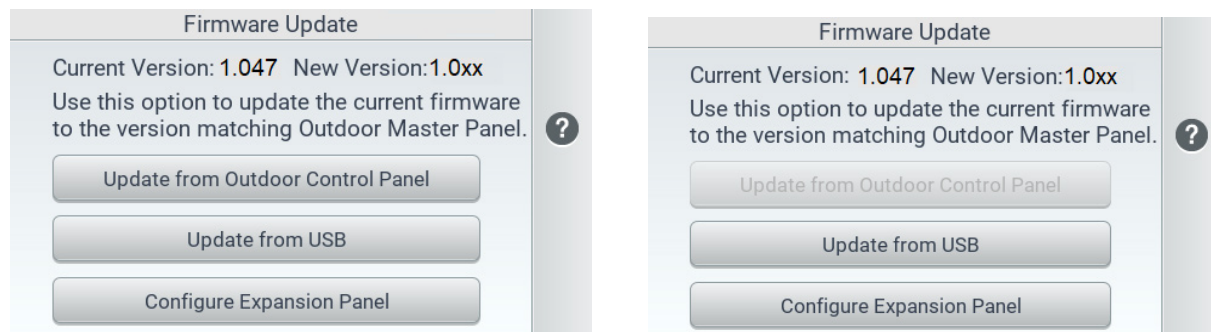 Firmware Update
Current Version: 1.047 New Version:1.0xx
Use this option to update the current firmware
to the version matching Outdoor Master Panel.
?
Update from Outdoor Control Panel
Update from USB
Configure Expansion Panel
Firmware Update
Current Version: 1.047 New Version:1.0xx
Use this option to update the current firmware
to the version matching Outdoor Master Panel.
?
Update from Outdoor Control Panel
Update from USB
Configure Expansion Panel